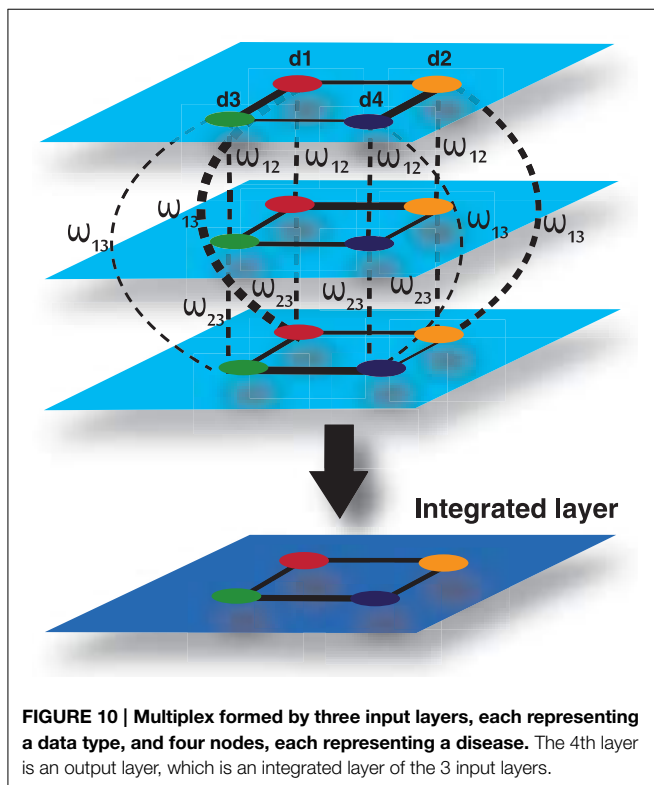 d1 d2
d3 d4
ω12 ω12 ω12 ω12
ω13 ω13 ω13 ω13
ω23 ω23 ω23 ω23
Integrated layer
FIGURE 10 | Multiplex formed by three input layers, each representing
a data type, and four nodes, each representing a disease. The 4th layer
is an output layer, which is an integrated layer of the 3 input layers.